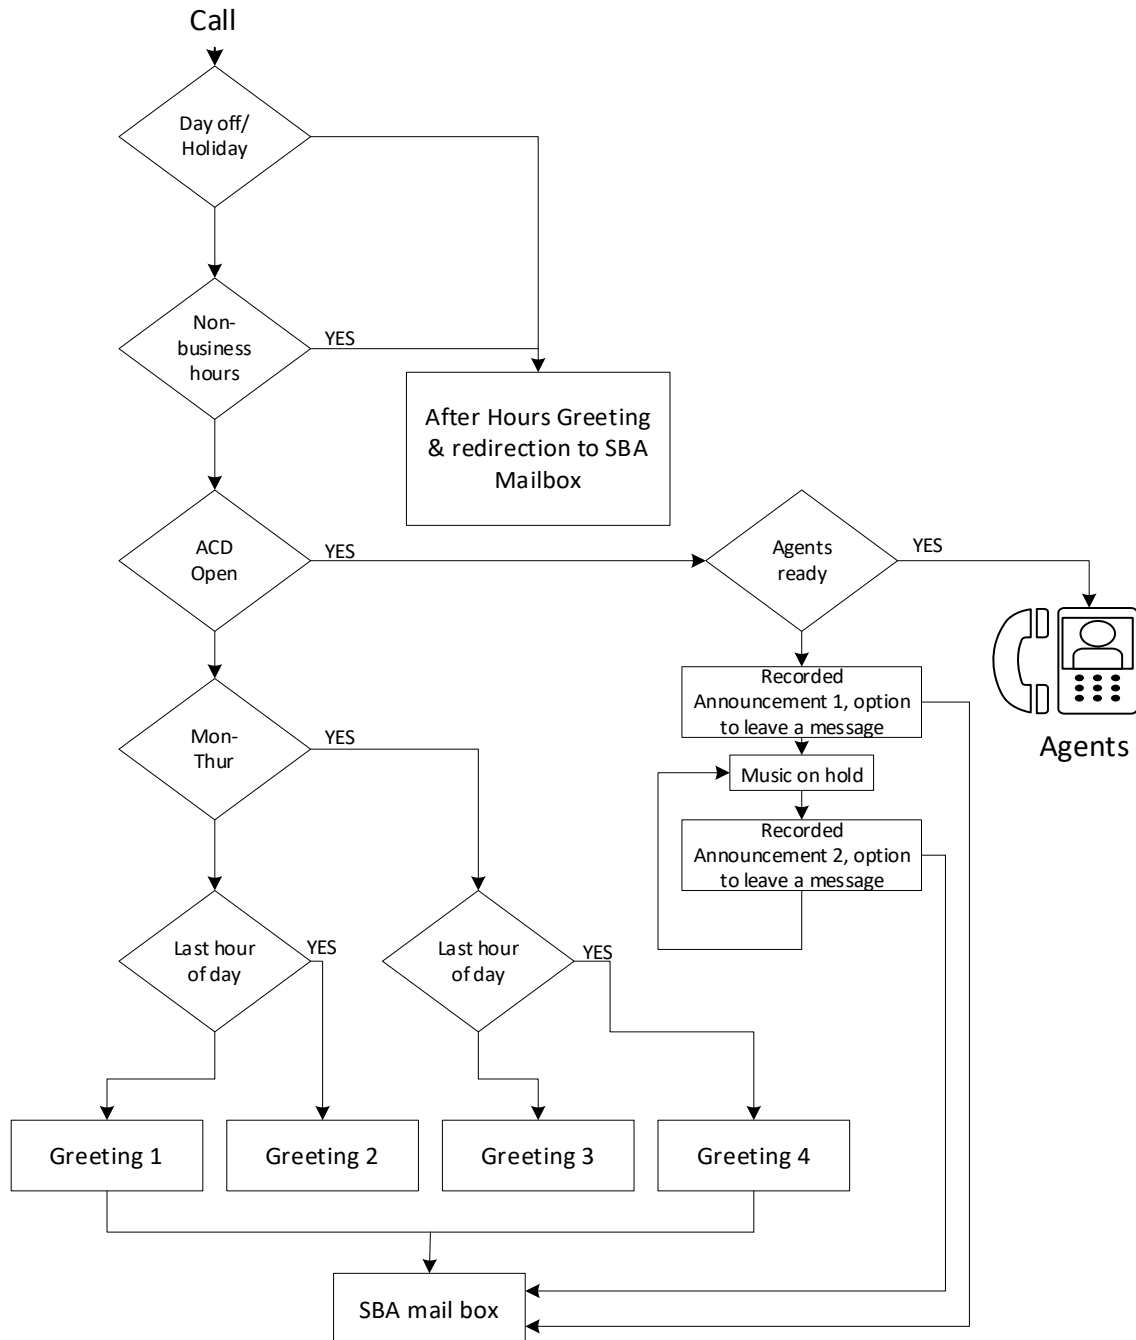 Call
Day off/
Holiday
Non-
business
hours
YES
After Hours Greeting
& redirection to SBA
Mailbox
ACD
Open
YES
Agents
ready
YES
Agents
Recorded
Announcement 1, option
to leave a message
Music on hold
Recorded
Announcement 2, option
to leave a message
Mon-
Thur
YES
Last hour
of day
YES
Last hour
of day
YES
Greeting 1
Greeting 2
Greeting 3
Greeting 4
SBA mail box